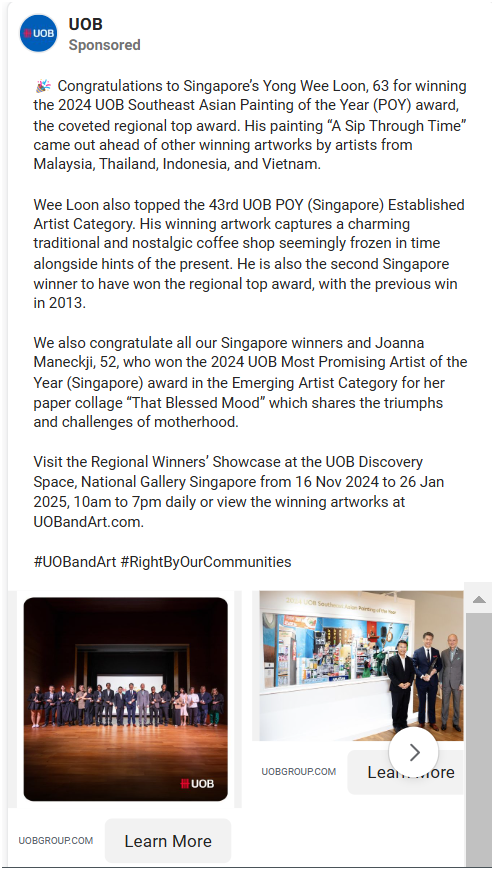 UOB
UOB
Sponsored
🎉 Congratulations to Singapore’s Yong Wee Loon, 63 for winning
the 2024 UOB Southeast Asian Painting of the Year (POY) award,
the coveted regional top award. His painting “A Sip Through Time”
came out ahead of other winning artworks by artists from
Malaysia, Thailand, Indonesia, and Vietnam.
Wee Loon also topped the 43rd UOB POY (Singapore) Established
Artist Category. His winning artwork captures a charming
traditional and nostalgic coffee shop seemingly frozen in time
alongside hints of the present. He is also the second Singapore
winner to have won the regional top award, with the previous win
in 2013.
We also congratulate all our Singapore winners and Joanna
Maneckji, 52, who won the 2024 UOB Most Promising Artist of the
Year (Singapore) award in the Emerging Artist Category for her
paper collage “That Blessed Mood” which shares the triumphs
and challenges of motherhood.
Visit the Regional Winners’ Showcase at the UOB Discovery
Space, National Gallery Singapore from 16 Nov 2024 to 26 Jan
2025, 10am to 7pm daily or view the winning artworks at
UOBandArt.com.
#UOBandArt #RightByOurCommunities
2024 UOB Southeast Asian Painting of the Year
UOB
UOBGROUP.COM
Learn More
UOBGROUP.COM
Learn More